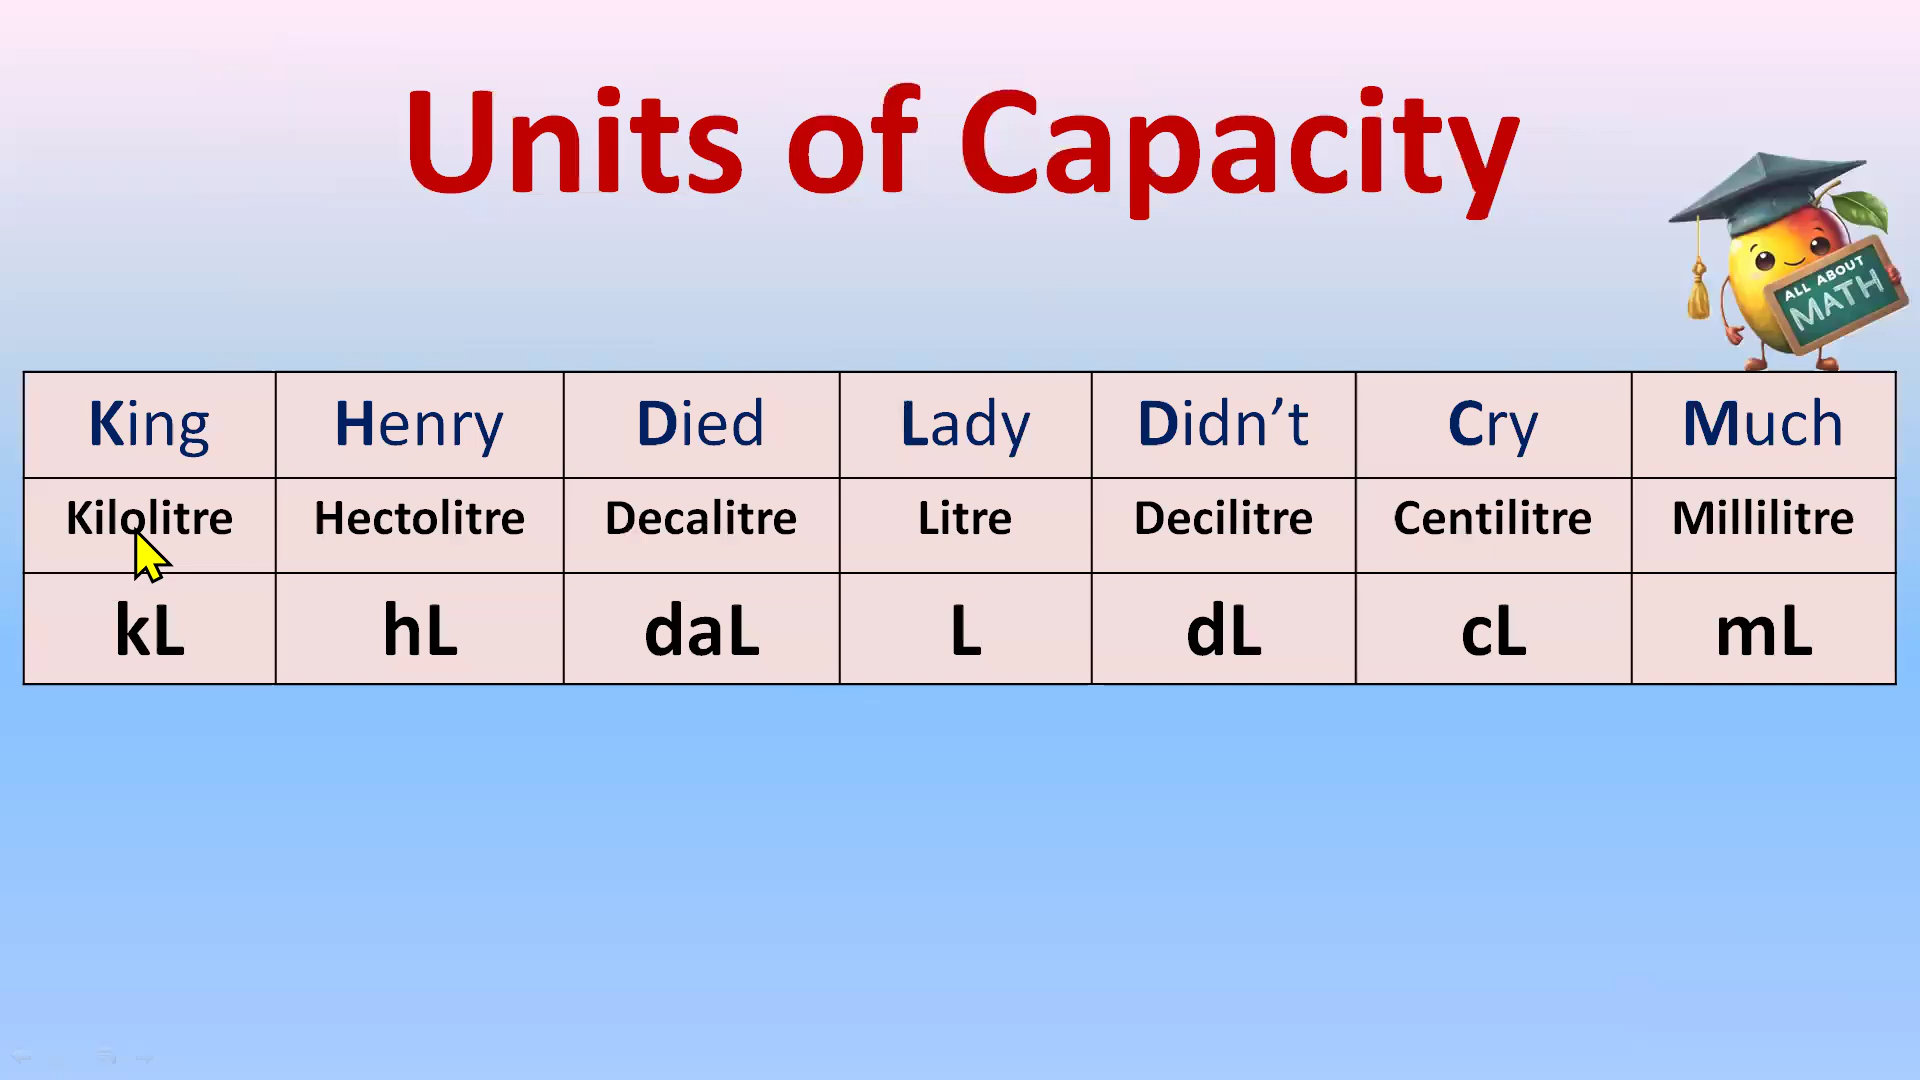 Units of Capacity
ALL ABOUT
MATH
King Henry Died Lady Didn’t Cry Much
Kilolitre Hectolitre Decalitre Litre Decilitre Centilitre Millilitre
kL hL daL L dL cL mL